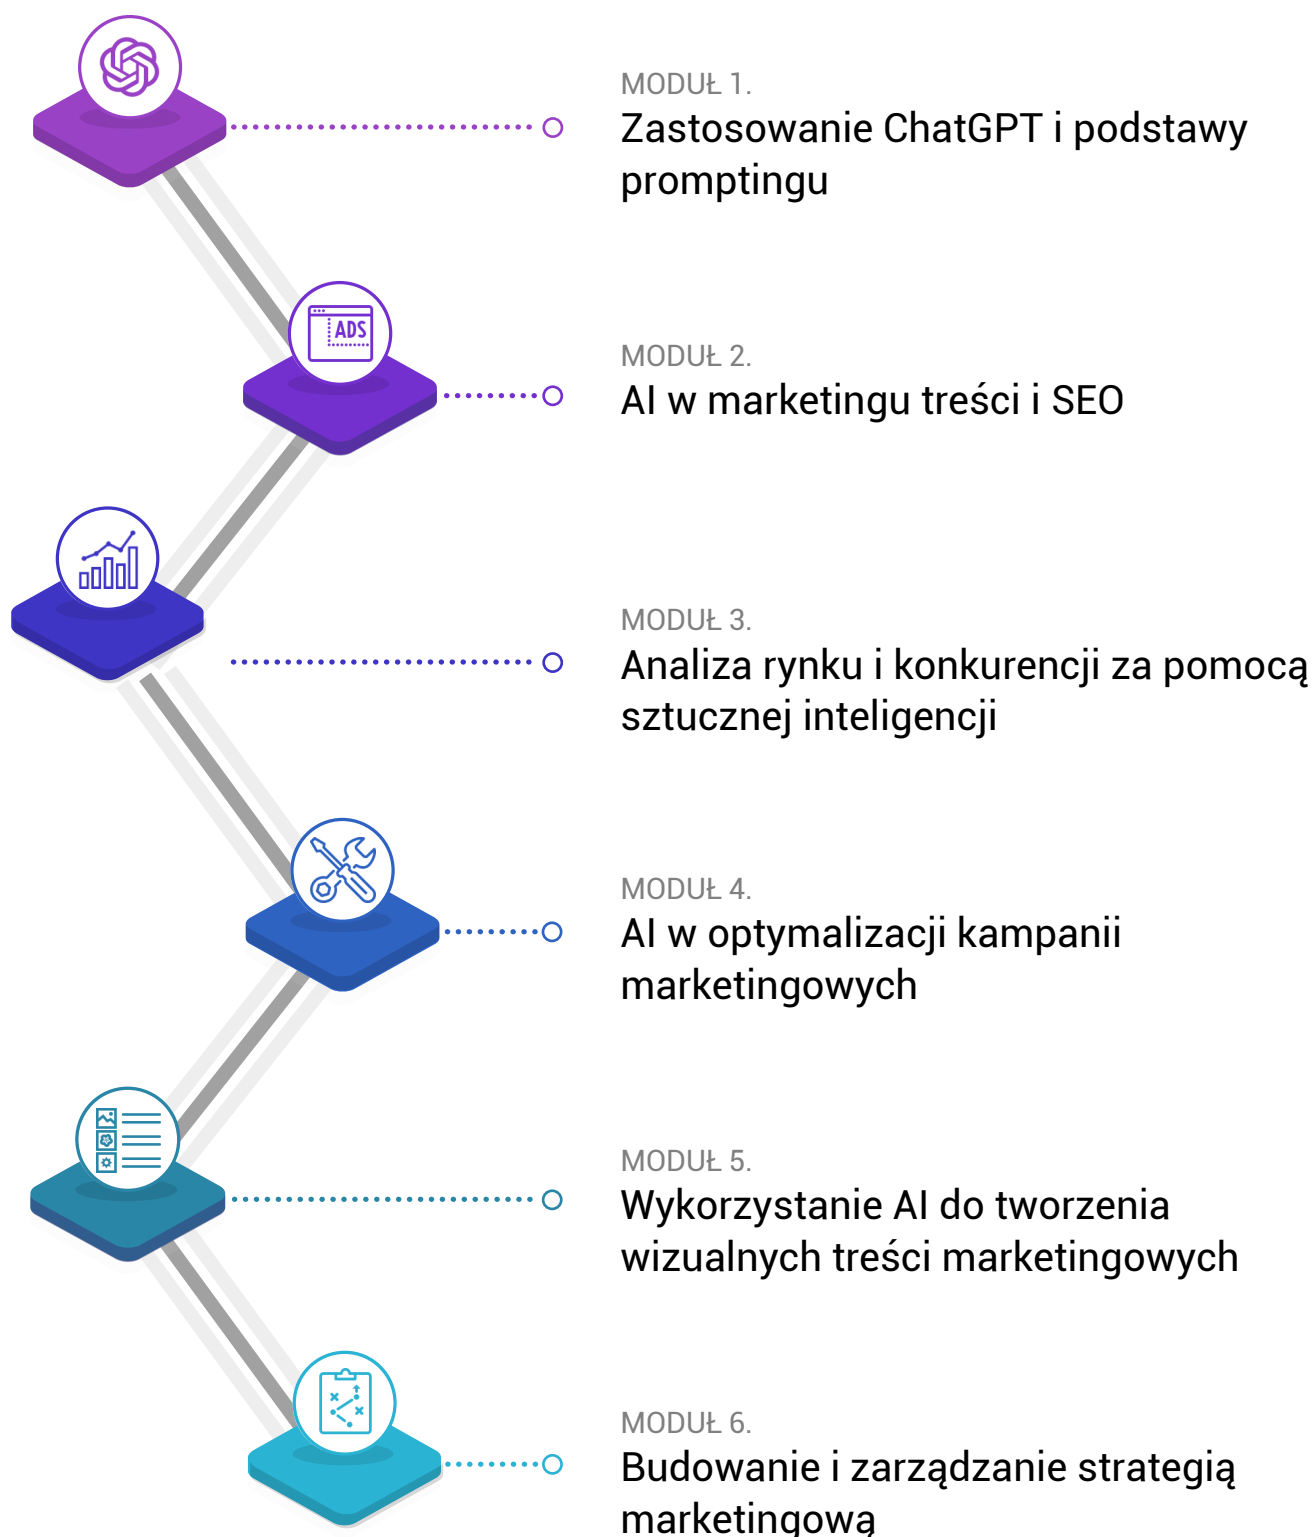 MODUŁ 1.
Zastosowanie ChatGPT i podstawy
promptingu
ADS
MODUŁ 2.
AI w marketingu treści i SEO
MODUŁ 3.
Analiza rynku i konkurencji za pomocą
sztucznej inteligencji
MODUŁ 4.
AI w optymalizacji kampanii
marketingowych
MODUŁ 5.
Wykorzystanie AI do tworzenia
wizualnych treści marketingowych
MODUŁ 6.
Budowanie i zarządzanie strategią
marketingową